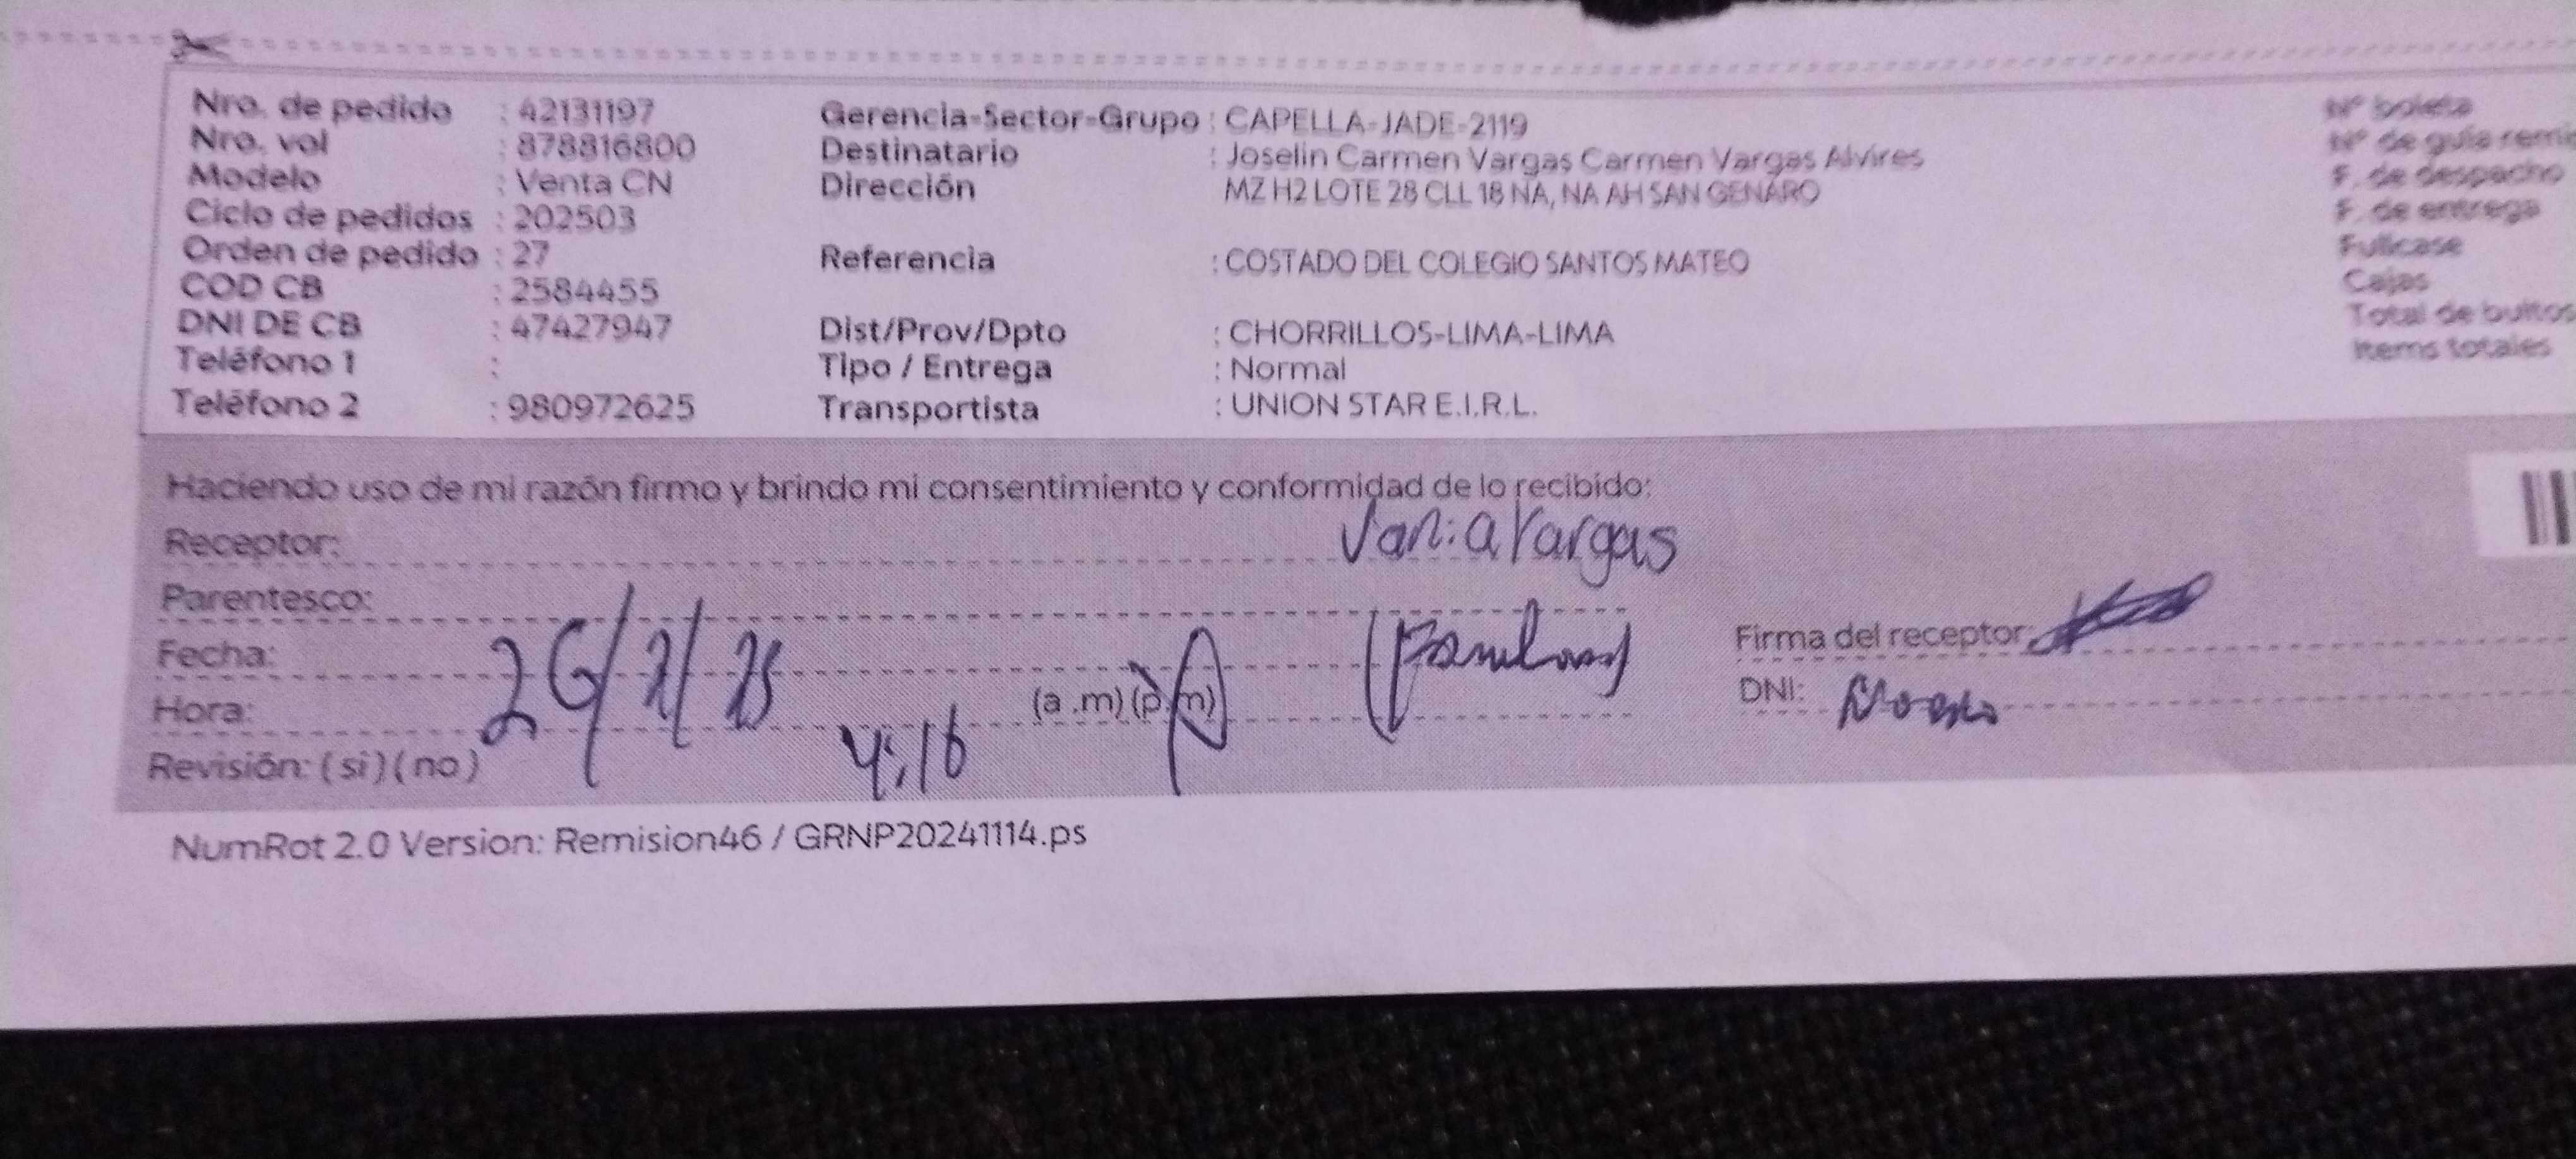 Nro. de pedido : 42131197 Gerencia-Sector-Grupo : CAPELLA-JADE-2119 Nº boleta
Nro. vol : 878816800 Destinatario : Joselin Carmen Vargas Carmen Vargas Alvires Nº de guia remi
Modelo : Venta CN Dirección MZ H2 LOTE 28 CLL 18 NA, NA AH SAN GENARO F. de despacho
Ciclo de pedidos : 202503 F. de entrega
Orden de pedido : 27 Referencia : COSTADO DEL COLEGIO SANTOS MATEO Fullcase
COD CB : 2584455 Cajas
DNI DE CB : 47427947 Dist/Prov/Dpto : CHORRILLOS-LIMA-LIMA Total de bultos
Teléfono 1 : Tipo / Entrega : Normal Items totales
Teléfono 2 : 980972625 Transportista : UNION STAR E.I.R.L.
Haciendo uso de mi razón firmo y brindo mi consentimiento y conformidad de lo recibido:
Receptor: Vania Vargas
Parentesco:
Fecha: 26/ Firma del receptor:
Hora: 4:16 (a .m) (p.m) DNI:
Revisión: (si) (no)
NumRot 2.0 Version: Remision46 / GRNP20241114.ps